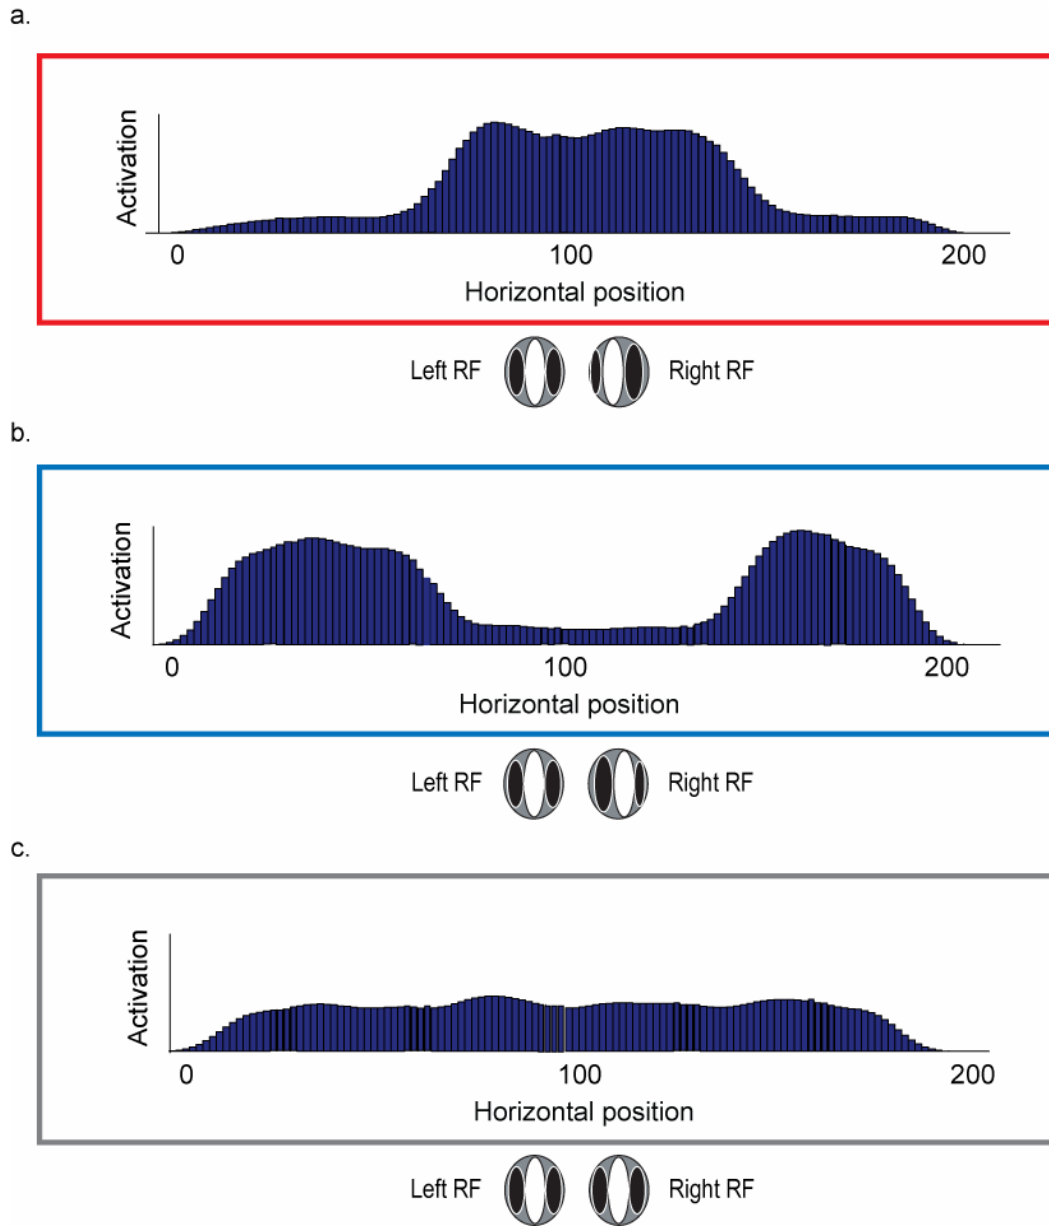 a.
Activation
0 100 200
Horizontal position
Left RF Right RF
b.
Activation
0 100 200
Horizontal position
Left RF Right RF
c.
Activation
0 100 200
Horizontal position
Left RF Right RF